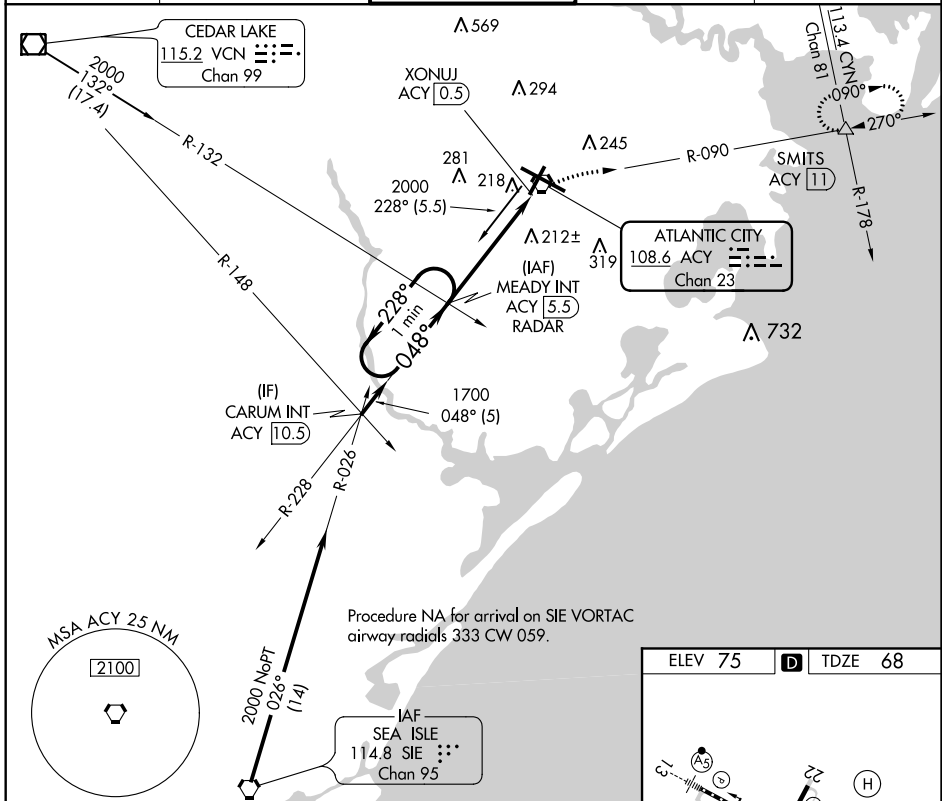 CEDAR LAKE
115.2 VCN
Chan 99
2000
132°
(17.4)
R-132
R-148
569
XONUJ
ACY 0.5
294
245
281
218
2000
228° (5.5)
212±
319
113.4 CYN
Chan 81
090°
270°
R-090
SMITS
ACY 11
R-178
ATLANTIC CITY
108.6 ACY
Chan 23
(IAF)
MEADY INT
ACY 5.5
RADAR
732
228°
1 min
048°
(IF)
CARUM INT
ACY 10.5
1700
048° (5)
R-228
R-026
Procedure NA for arrival on SIE VORTAC
airway radials 333 CW 059.
MSA ACY 25 NM
2100
2000 NoPT
026°
(14)
IAF
SEA ISLE
114.8 SIE
Chan 95
ELEV 75 D TDZE 68
A5
P
13
22
H